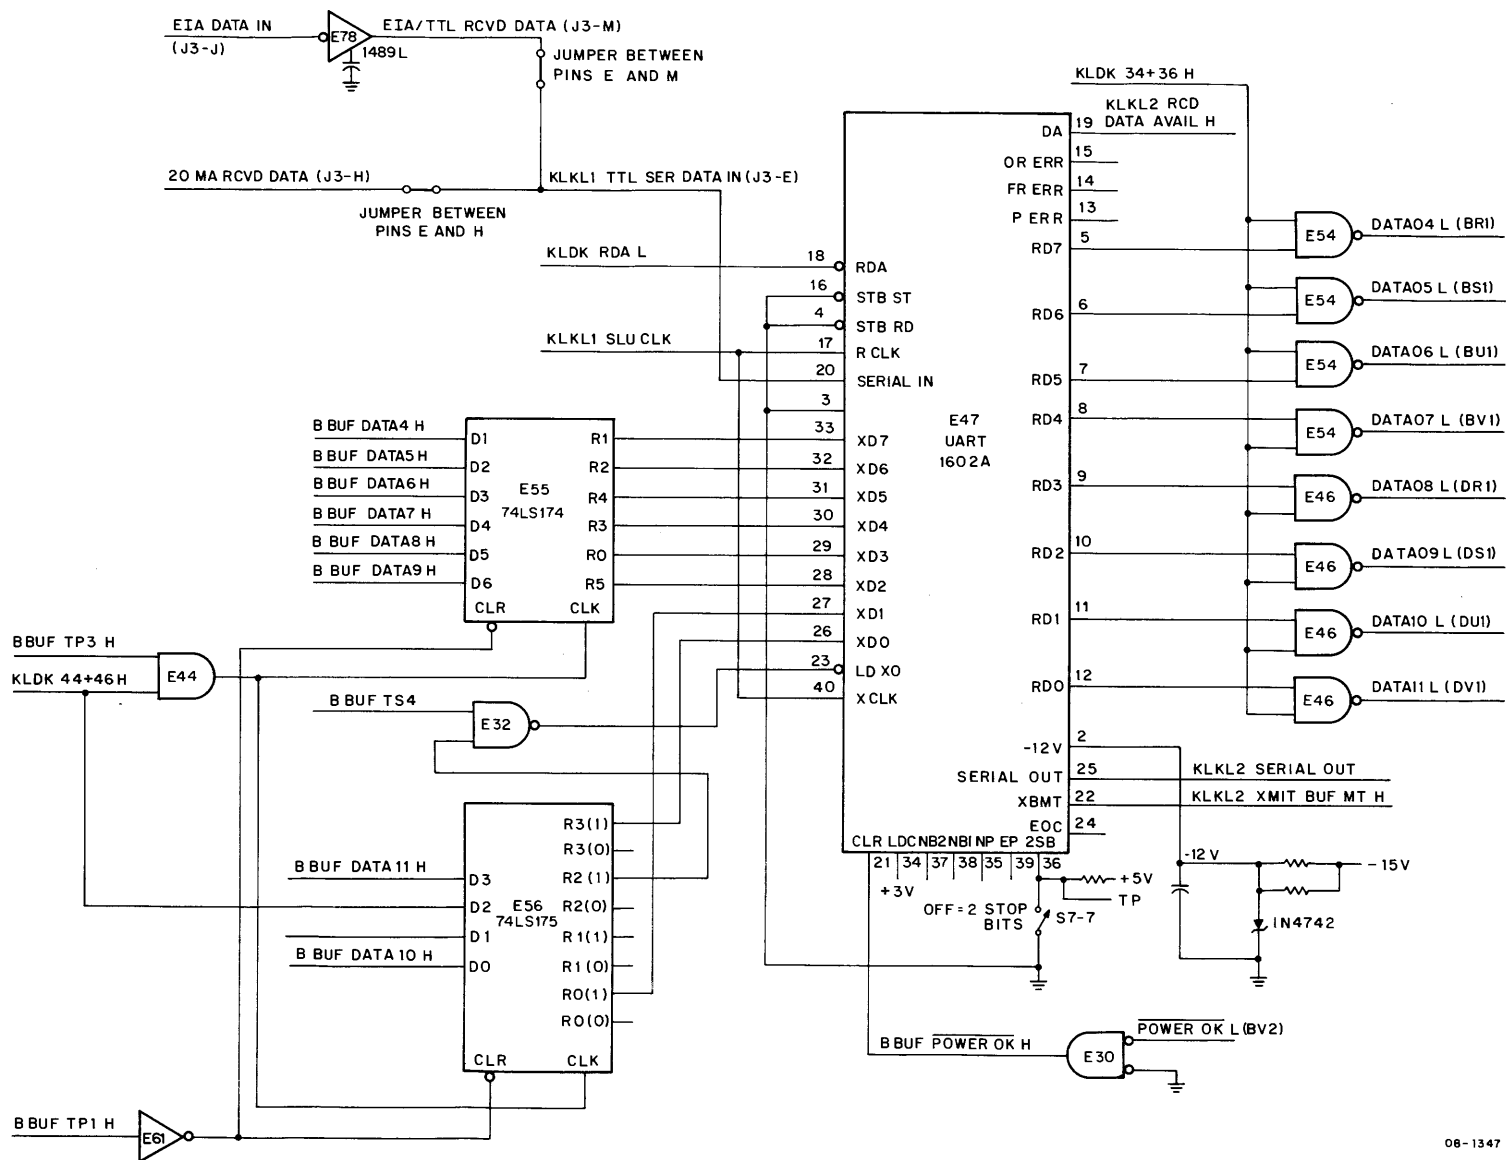 EIA DATA IN
(J3-J)
E78
1489L
EIA/TTL RCVD DATA (J3-M)
JUMPER BETWEEN
PINS E AND M
20 MA RCVD DATA (J3-H)
JUMPER BETWEEN
PINS E AND H
KLKL1 TTL SER DATA IN (J3-E)
KLDK RDA L
KLKL1 SLU CLK
KLDK 34+36 H
KLKL2 RCD
DATA AVAIL H
18
RDA
16
STB ST
4
STB RD
17
R CLK
20
SERIAL IN
3
33
XD7
32
XD6
31
XD5
30
XD4
29
XD3
28
XD2
27
XD1
26
XD0
23
LD XO
40
XCLK
E47
UART
1602A
DA
19
OR ERR
15
FR ERR
14
P ERR
13
RD7
5
RD6
6
RD5
7
RD4
8
RD3
9
RD2
10
RD1
11
RD0
12
-12V
2
SERIAL OUT
25
KLKL2 SERIAL OUT
XBMT
22
KLKL2 XMIT BUF MT H
EOC
24
CLR LDC NB2 NB1 NP EP 2SB
21 34 37 38 35 39 36
+3V
+5V
TP
OFF=2 STOP
BITS
S7-7
-12V
-15V
1N4742
E54
DATA04 L (BR1)
E54
DATA05 L (BS1)
E54
DATA06 L (BU1)
E54
DATA07 L (BV1)
E46
DATA08 L (DR1)
E46
DATA09 L (DS1)
E46
DATA10 L (DU1)
E46
DATA11 L (DV1)
B BUF DATA4 H
B BUF DATA5 H
B BUF DATA6 H
B BUF DATA7 H
B BUF DATA8 H
B BUF DATA9 H
D1
D2
D3
D4
D5
D6
E55
74LS174
R1
R2
R4
R3
R0
R5
CLR
CLK
B BUF TP3 H
KLDK 44+46 H
E44
B BUF TS4
E32
B BUF DATA 11 H
B BUF DATA 10 H
D3
D2
D1
D0
E56
74LS175
R3(1)
R3(0)
R2(1)
R2(0)
R1(1)
R1(0)
R0(1)
R0(0)
CLR
CLK
B BUF TP1 H
E61
B BUF POWER OK H
E30
POWER OK L (BV2)
08-1347